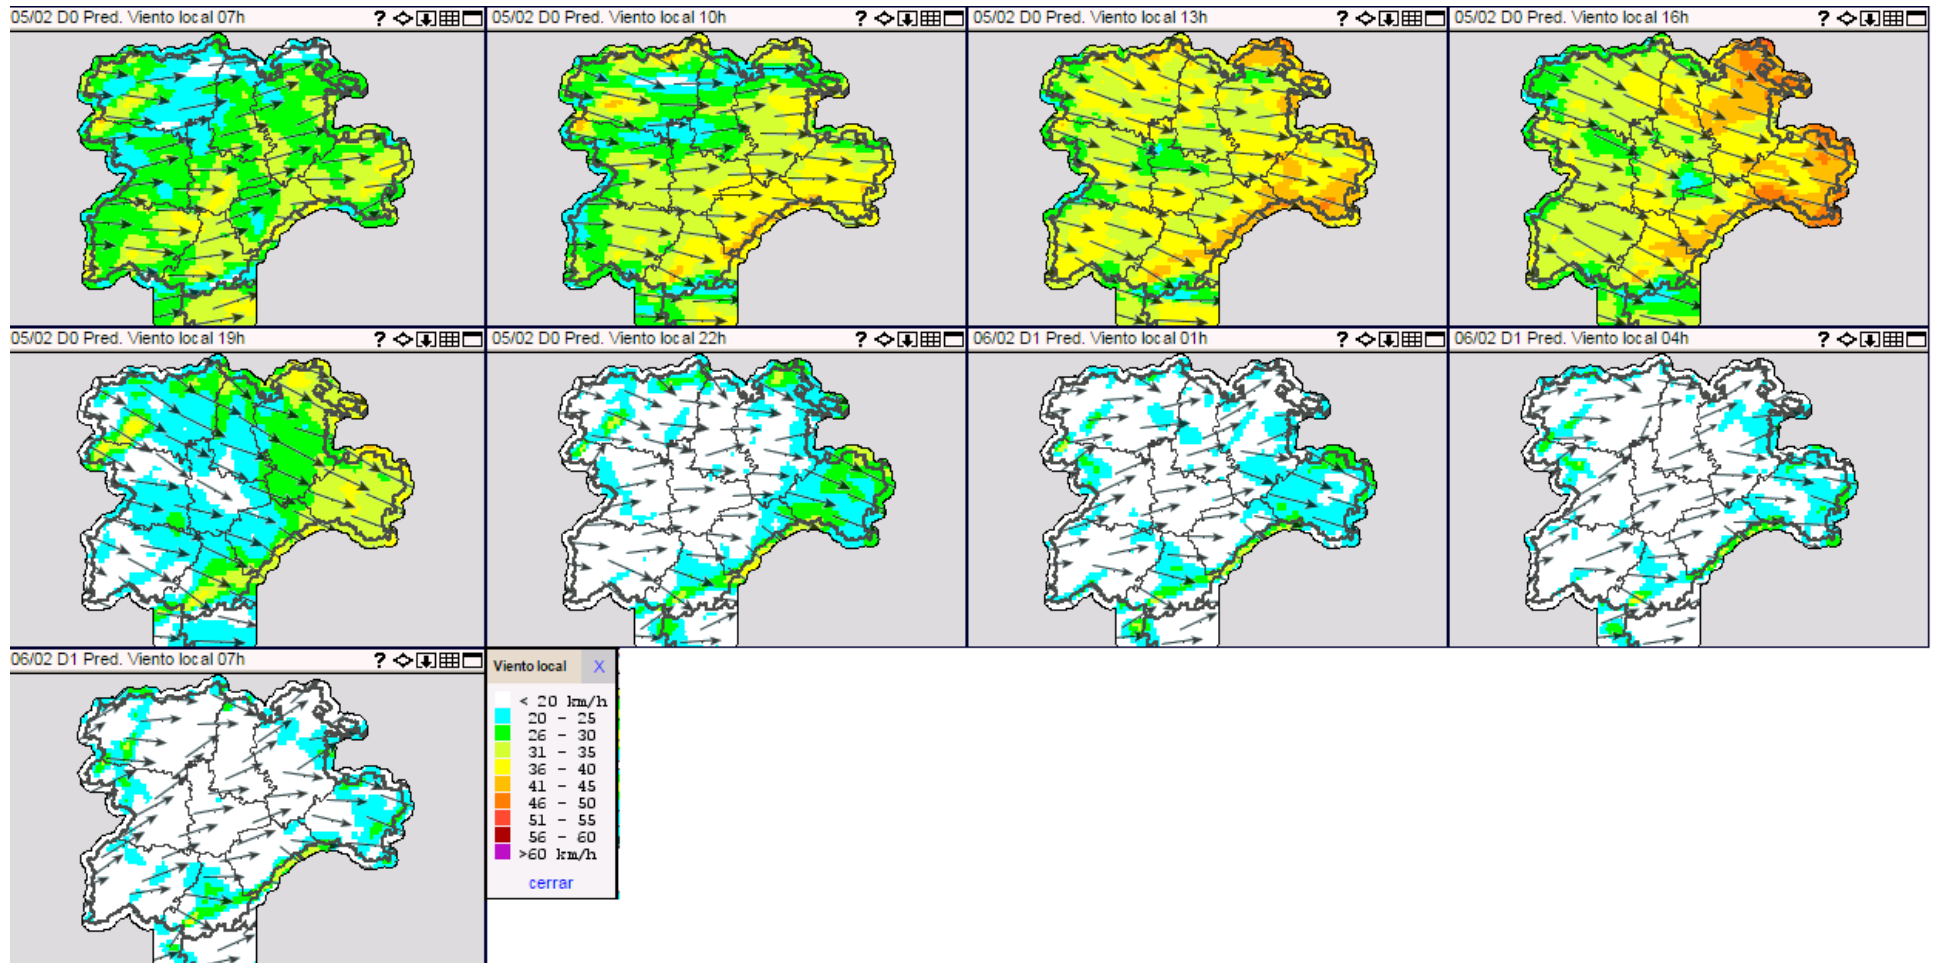 05/02 D0 Pred. Viento local 07h ?
05/02 D0 Pred. Viento local 10h ?
05/02 D0 Pred. Viento local 13h ?
05/02 D0 Pred. Viento local 16h ?
05/02 D0 Pred. Viento local 19h ?
05/02 D0 Pred. Viento local 22h ?
06/02 D1 Pred. Viento local 01h ?
06/02 D1 Pred. Viento local 04h ?
06/02 D1 Pred. Viento local 07h ?
Viento local X
< 20 km/h
20 - 25
26 - 30
31 - 35
36 - 40
41 - 45
46 - 50
51 - 55
56 - 60
>60 km/h
cerrar